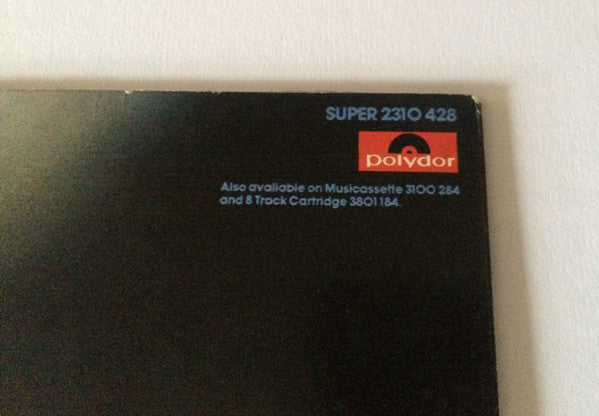 SUPER 2310 428
polydor
Also available on Musicassette 3100 284
and 8 Track Cartridge 3801 184.